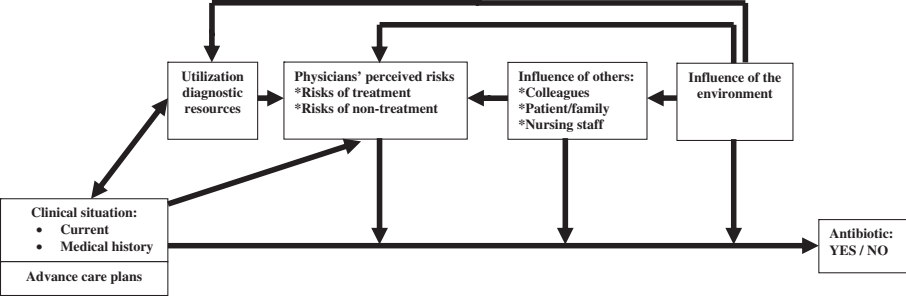 Utilization
diagnostic
resources
Physicians’ perceived risks
*Risks of treatment
*Risks of non-treatment
Influence of others:
*Colleagues
*Patient/family
*Nursing staff
Influence of the
environment
Clinical situation:
• Current
• Medical history
Advance care plans
Antibiotic:
YES / NO